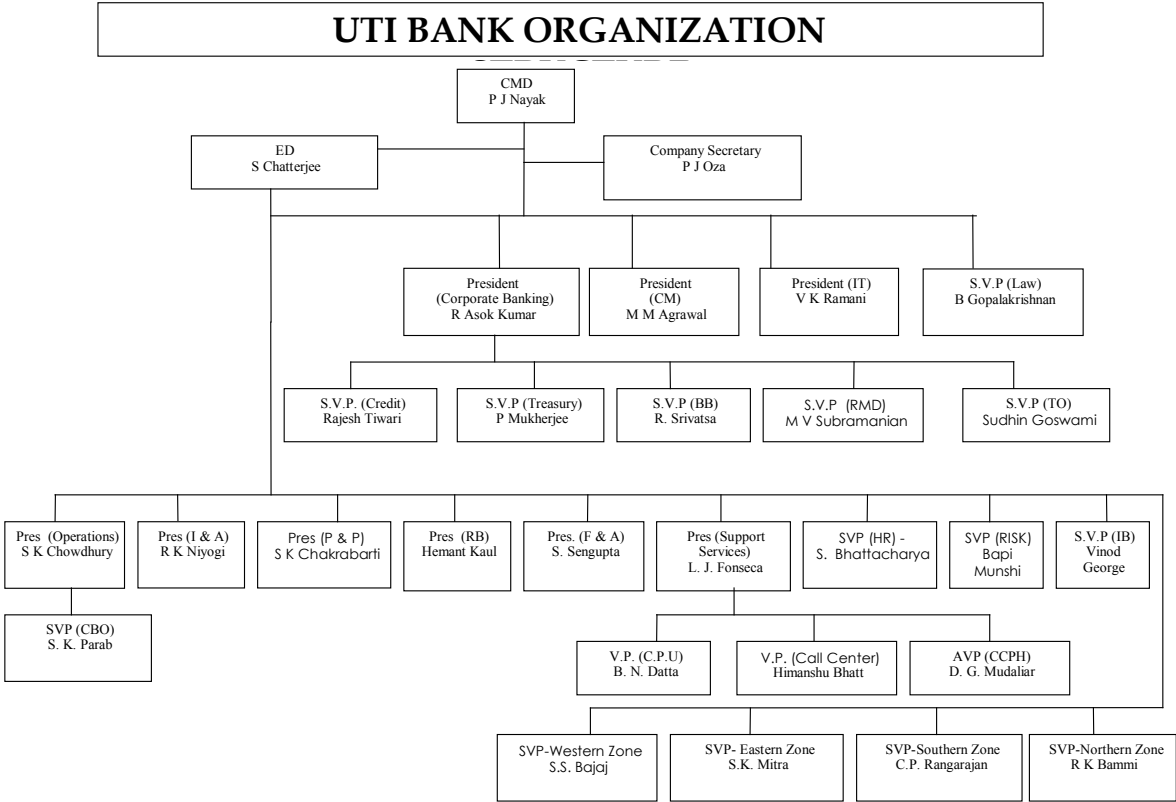 UTI BANK ORGANIZATION
CMD
P J Nayak
ED
S Chatterjee
Company Secretary
P J Oza
President
(Corporate Banking)
R Asok Kumar
President
(CM)
M M Agrawal
President (IT)
V K Ramani
S.V.P (Law)
B Gopalakrishnan
S.V.P. (Credit)
Rajesh Tiwari
S.V.P (Treasury)
P Mukherjee
S.V.P (BB)
R. Srivatsa
S.V.P (RMD)
M V Subramanian
S.V.P (TO)
Sudhin Goswami
Pres (Operations)
S K Chowdhury
Pres (I & A)
R K Niyogi
Pres (P & P)
S K Chakrabarti
Pres (RB)
Hemant Kaul
Pres. (F & A)
S. Sengupta
Pres (Support
Services)
L. J. Fonseca
SVP (HR) -
S. Bhattacharya
SVP (RISK)
Bapi
Munshi
S.V.P (IB)
Vinod
George
SVP (CBO)
S. K. Parab
V.P. (C.P.U)
B. N. Datta
V.P. (Call Center)
Himanshu Bhatt
AVP (CCPH)
D. G. Mudaliar
SVP-Western Zone
S.S. Bajaj
SVP- Eastern Zone
S.K. Mitra
SVP-Southern Zone
C.P. Rangarajan
SVP-Northern Zone
R K Bammi